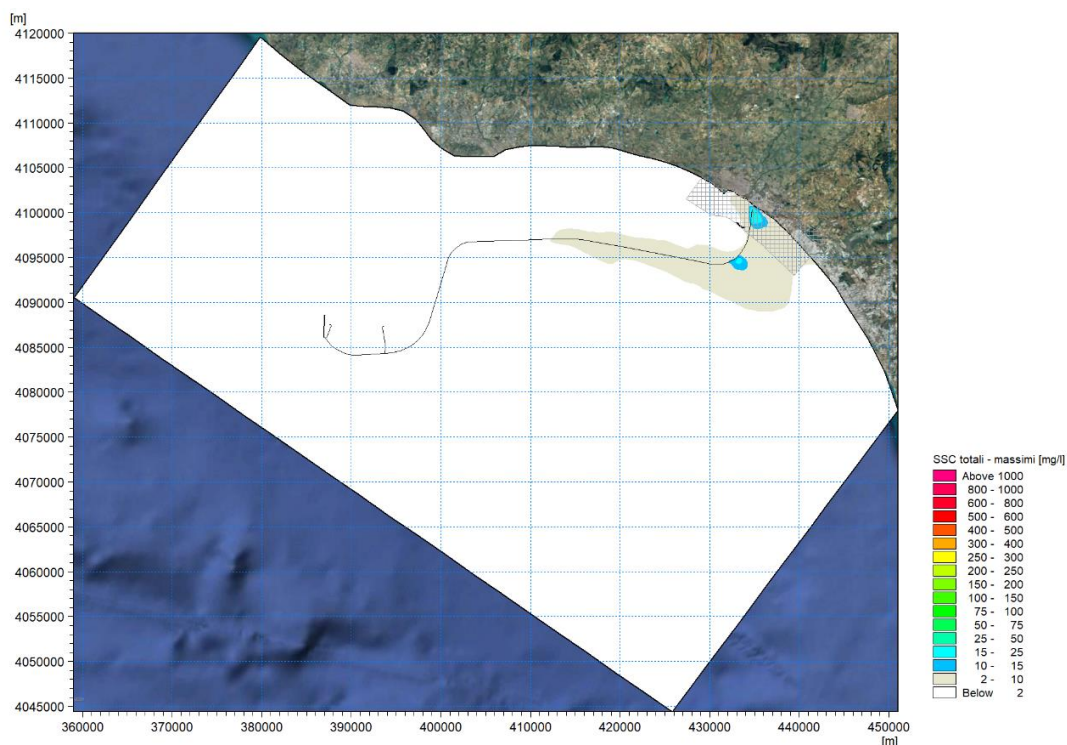 [m]
4120000
4115000
4110000
4105000
4100000
4095000
4090000
4085000
4080000
4075000
4070000
4065000
4060000
4055000
4050000
4045000
360000 370000 380000 390000 400000 410000 420000 430000 440000 450000
[m]
SSC totali - massimi [mg/l]
Above 1000
800 - 1000
600 - 800
500 - 600
400 - 500
300 - 400
250 - 300
200 - 250
150 - 200
100 - 150
75 - 100
50 - 75
25 - 50
15 - 25
10 - 15
2 - 10
Below 2